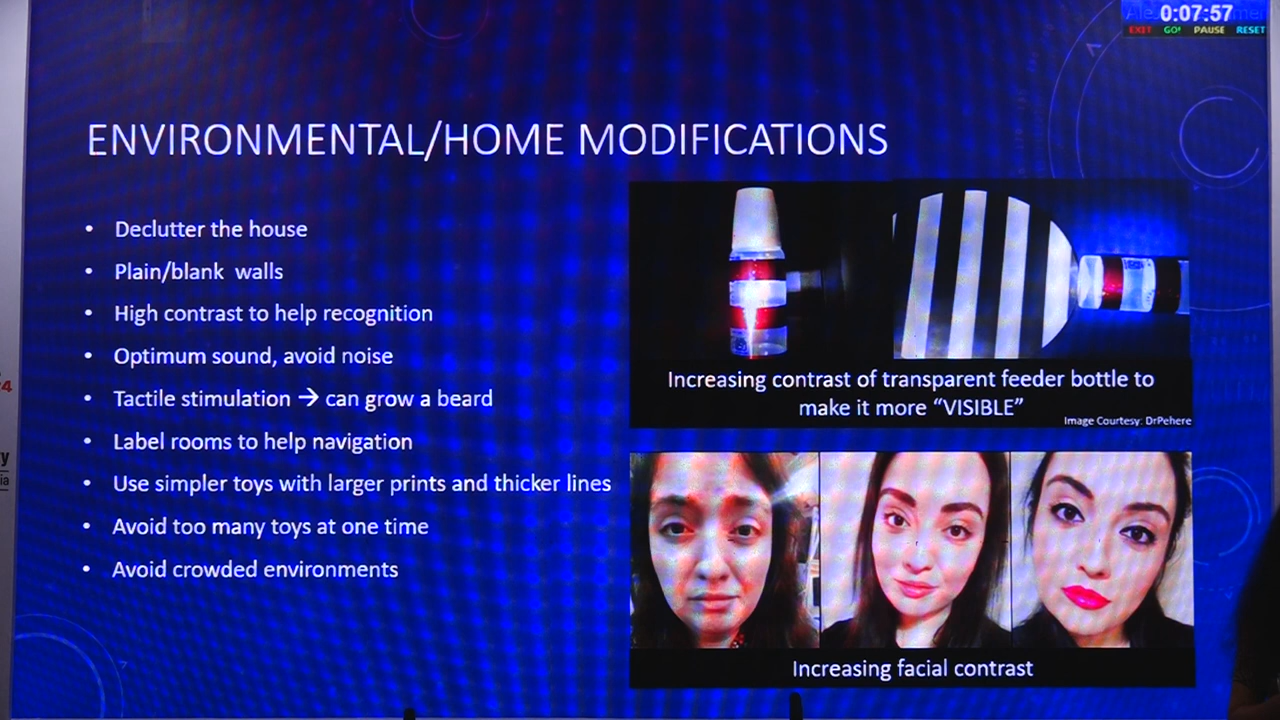 0:07:57
EXIT GO! PAUSE RESET
ENVIRONMENTAL/HOME MODIFICATIONS
• Declutter the house
• Plain/blank walls
• High contrast to help recognition
• Optimum sound, avoid noise
• Tactile stimulation → can grow a beard
• Label rooms to help navigation
• Use simpler toys with larger prints and thicker lines
• Avoid too many toys at one time
• Avoid crowded environments
Increasing contrast of transparent feeder bottle to
make it more “VISIBLE”
Image Courtesy: DrPehere
Increasing facial contrast